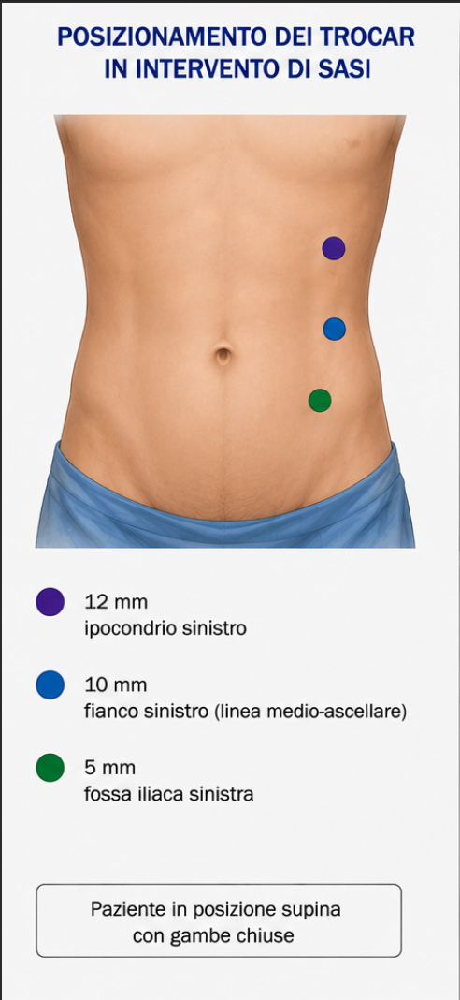 POSIZIONAMENTO DEI TROCAR
IN INTERVENTO DI SASI
12 mm
ipocondrio sinistro
10 mm
fianco sinistro (linea medio-ascellare)
5 mm
fossa iliaca sinistra
Paziente in posizione supina
con gambe chiuse